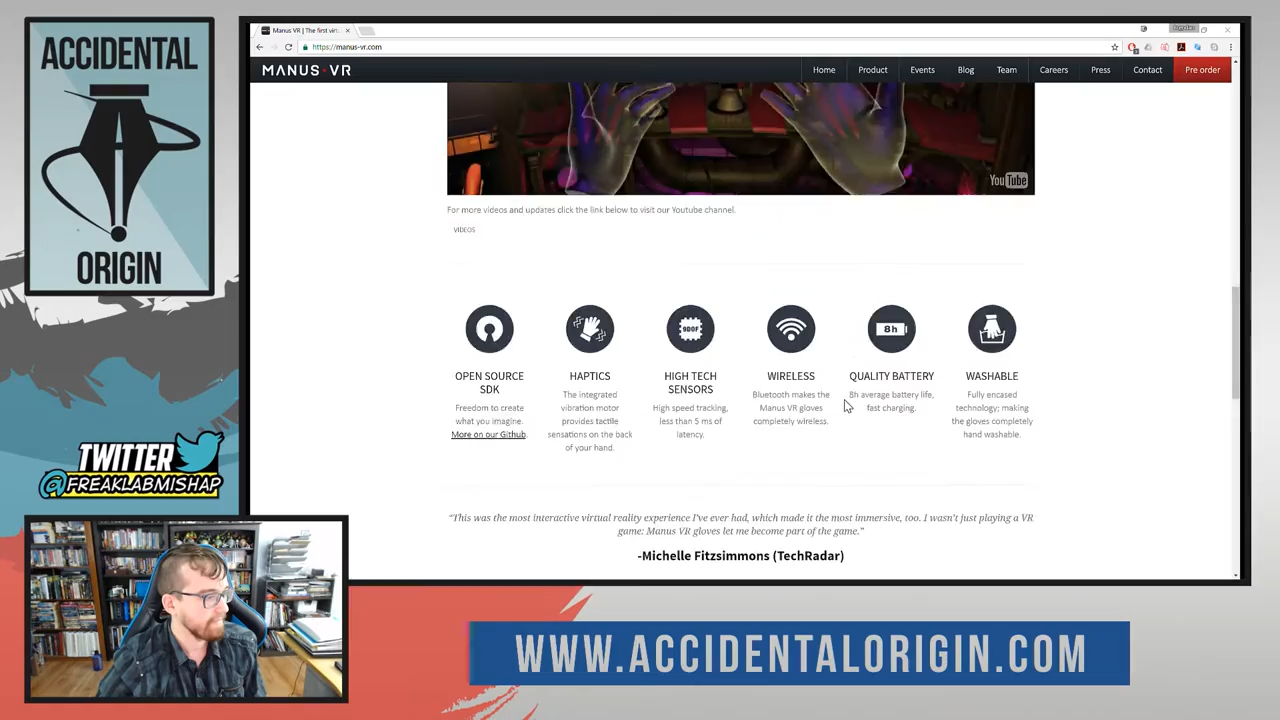 ACCIDENTAL
ORIGIN
TWITTER
@FREAKLABMISHAP
Manus VR | The first virt
https://manus-vr.com
MANUS VR
Home
Product
Events
Blog
Team
Careers
Press
Contact
Pre order
YouTube
For more videos and updates click the link below to visit our Youtube channel.
VIDEOS
9DOF
8h
OPEN SOURCE
SDK
Freedom to create
what you imagine.
More on our Github.
HAPTICS
The integrated
vibration motor
provides tactile
sensations on the back
of your hand.
HIGH TECH
SENSORS
High speed tracking,
less than 5 ms of
latency.
WIRELESS
Bluetooth makes the
Manus VR gloves
completely wireless.
QUALITY BATTERY
8h average battery life,
fast charging.
WASHABLE
Fully encased
technology; making
the gloves completely
hand washable.
“This was the most interactive virtual reality experience I've ever had, which made it the most immersive, too. I wasn't just playing a VR
game: Manus VR gloves let me become part of the game.”
-Michelle Fitzsimmons (TechRadar)
WWW.ACCIDENTALORIGIN.COM